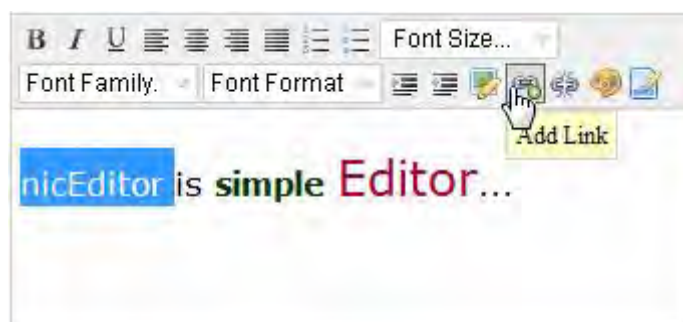 B I U Font Size...
Font Family. Font Format
Add Link
nicEditor is simple Editor...